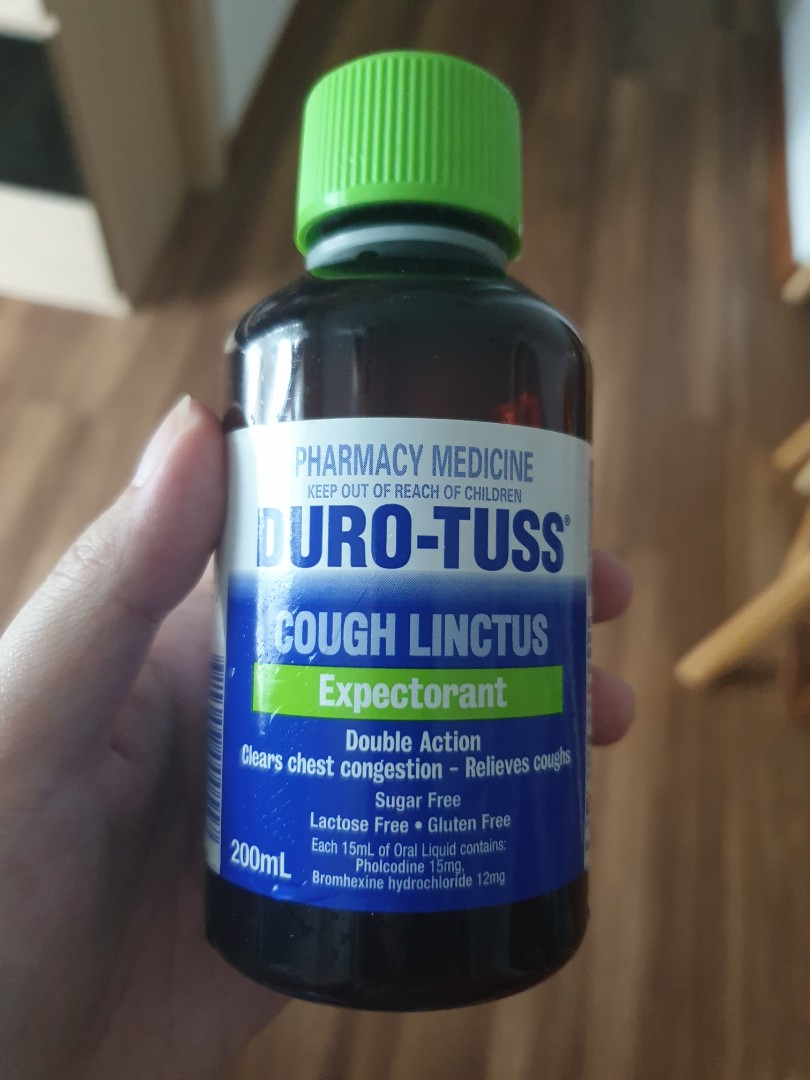 PHARMACY MEDICINE
KEEP OUT OF REACH OF CHILDREN
DURO-TUSS®
COUGH LINCTUS
Expectorant
Double Action
Clears chest congestion - Relieves coughs
Sugar Free
Lactose Free • Gluten Free
Each 15mL of Oral Liquid contains:
Pholcodine 15mg,
Bromhexine hydrochloride 12mg
200mL